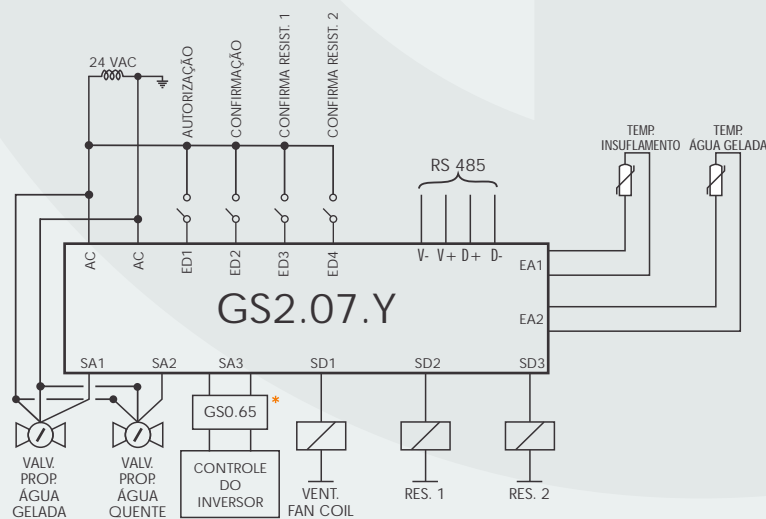 24 VAC
AUTORIZAÇÃO
CONFIRMAÇÃO
CONFIRMA RESIST. 1
CONFIRMA RESIST. 2
RS 485
TEMP.
INSUFLAMENTO
TEMP.
ÁGUA GELADA
AC
AC
ED1
ED2
ED3
ED4
V-
V+
D+
D-
EA1
EA2
GS2.07.Y
SA1
SA2
SA3
SD1
SD2
SD3
GS0.65
*
VALV.
PROP.
ÁGUA
GELADA
VALV.
PROP.
ÁGUA
QUENTE
CONTROLE
DO
INVERSOR
VENT.
FAN COIL
RES. 1
RES. 2